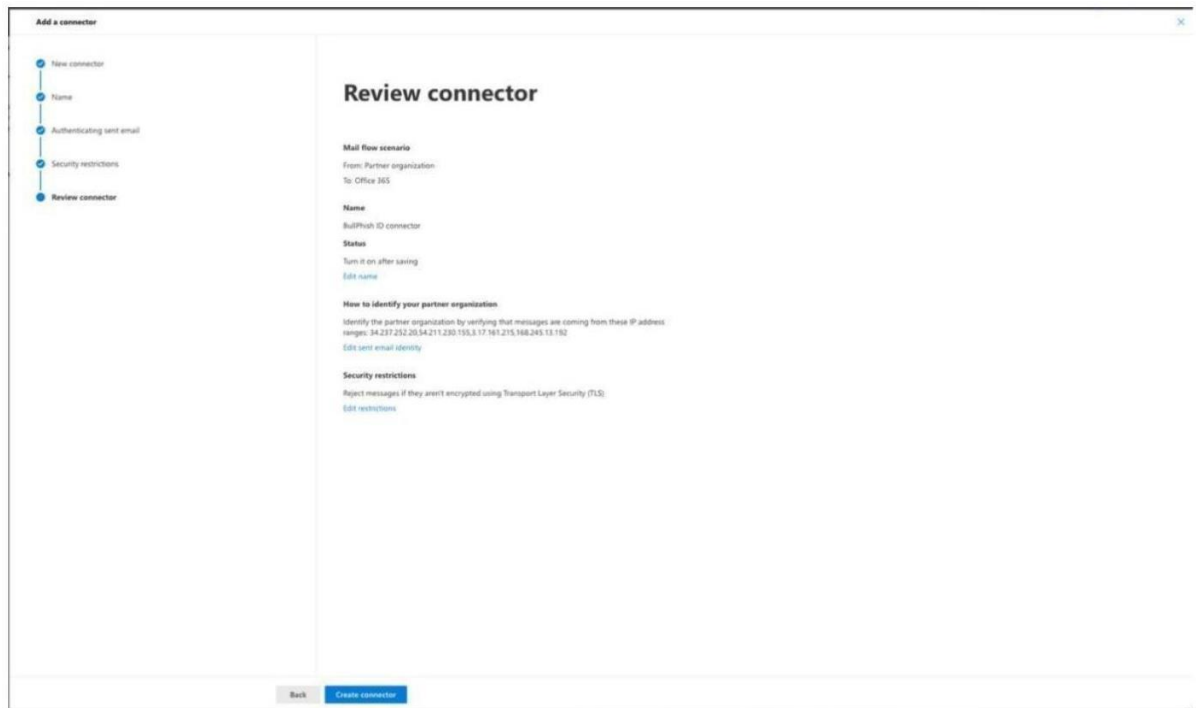 Add a connector
New connector
Name
Authenticating sent email
Security restrictions
Review connector
Review connector
Mail flow scenario
From: Partner organization
To: Office 365
Name
BullPhish ID connector
Status
Turn it on after saving
Edit name
How to identify your partner organization
Identify the partner organization by verifying that messages are coming from these IP address
ranges: 34.237.252.20,54.211.230.155,3.17.161.215,168.245.13.192
Edit sent email identity
Security restrictions
Reject messages if they aren't encrypted using Transport Layer Security (TLS)
Edit restrictions
Back
Create connector